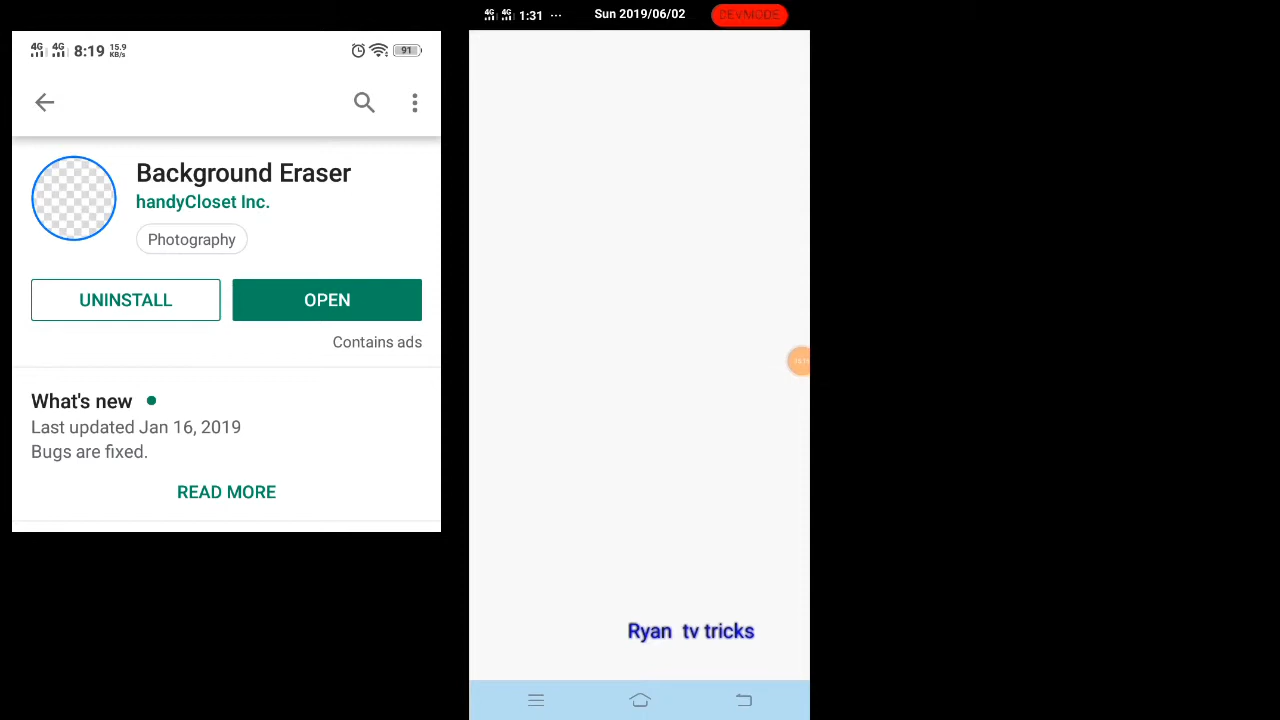 4G 4G 8:19 15.9 KB/s 91
Background Eraser
handyCloset Inc.
Photography
UNINSTALL
OPEN
Contains ads
What's new
Last updated Jan 16, 2019
Bugs are fixed.
READ MORE
4G 4G 1:31 ... Sun 2019/06/02 DEVMODE
Ryan tv tricks